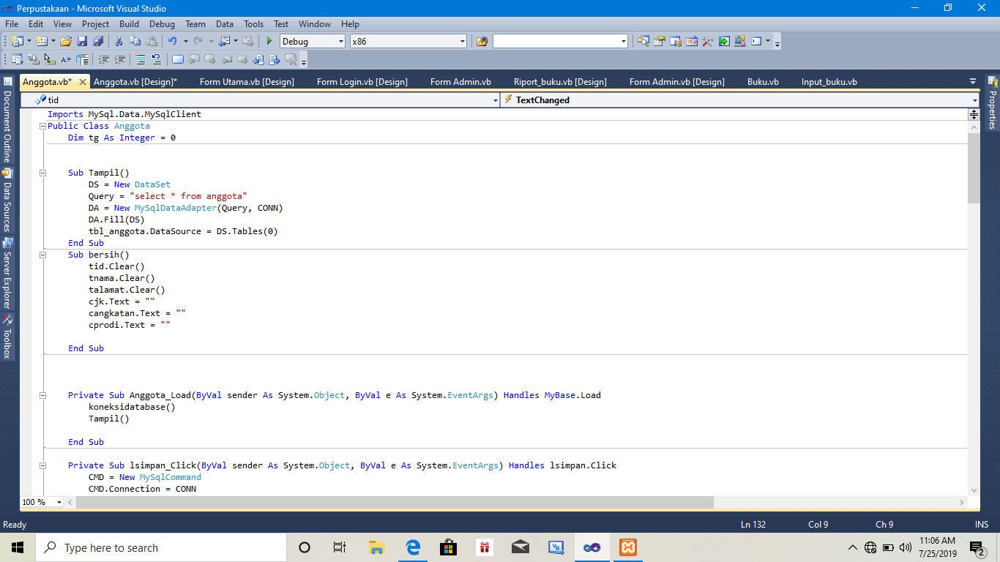 Perpustakaan - Microsoft Visual Studio
File Edit View Project Build Debug Team Data Tools Test Window Help
Debug x86
Anggota.vb* Anggota.vb [Design]* Form Utama.vb [Design] Form Login.vb [Design] Form Admin.vb Riport_buku.vb [Design] Form Admin.vb [Design] Buku.vb Input_buku.vb
tid TextChanged
Document Outline
Data Sources
Server Explorer
Toolbox
Properties
Imports MySql.Data.MySqlClient
Public Class Anggota
Dim tg As Integer = 0
Sub Tampil()
DS = New DataSet
Query = "select * from anggota"
DA = New MySqlDataAdapter(Query, CONN)
DA.Fill(DS)
tbl_anggota.DataSource = DS.Tables(0)
End Sub
Sub bersih()
tid.Clear()
tnama.Clear()
talamat.Clear()
cjk.Text = ""
cangkatan.Text = ""
cprodi.Text = ""
End Sub
Private Sub Anggota_Load(ByVal sender As System.Object, ByVal e As System.EventArgs) Handles MyBase.Load
koneksidatabase()
Tampil()
End Sub
Private Sub lsimpan_Click(ByVal sender As System.Object, ByVal e As System.EventArgs) Handles lsimpan.Click
CMD = New MySqlCommand
CMD.Connection = CONN
100 %
Ready Ln 132 Col 9 Ch 9 INS
Type here to search
11:06 AM
7/25/2019
2